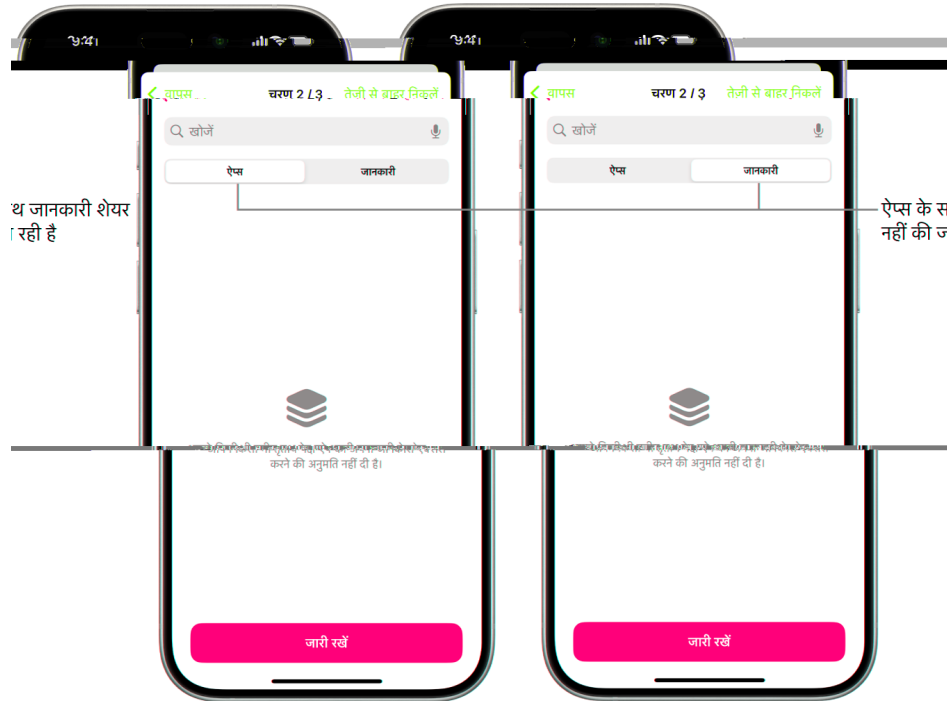 9:41
9:41
वापस चरण 2 / 3 तेज़ी से बाहर निकलें
वापस चरण 2 / 3 तेज़ी से बाहर निकलें
खोजें
खोजें
ऐप्स जानकारी
ऐप्स जानकारी
थ जानकारी शेयर
रही है
ऐप्स के स
नहीं की ज
करने की अनुमति नहीं दी है।
करने की अनुमति नहीं दी है।
जारी रखें
जारी रखें